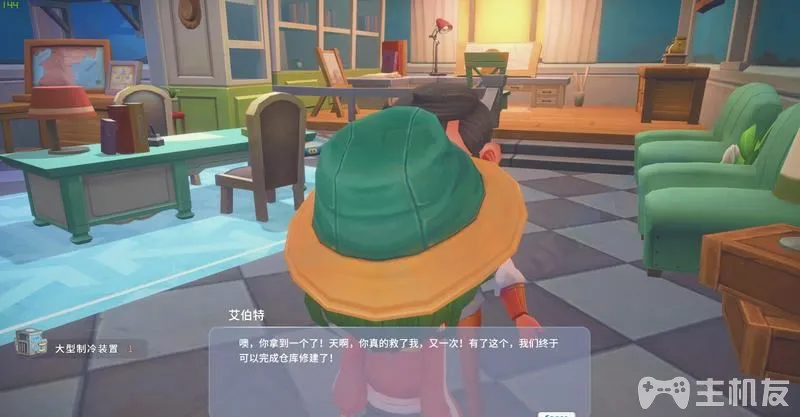 144
艾伯特
噢，你拿到一个了！天啊，你真的救了我，又一次！有了这个，我们终于
可以完成仓库修建了！
大型制冷装置 1
主机友